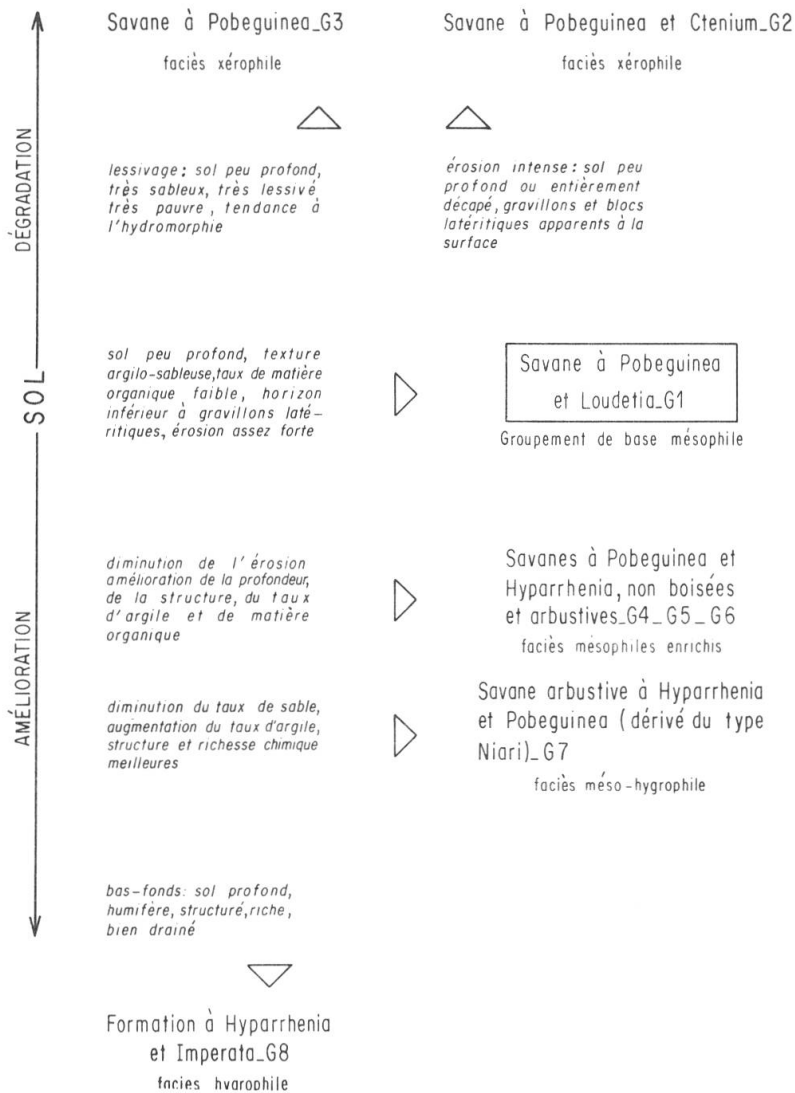 Savane à Pobeguinea_G3
faciès xérophile
Savane à Pobeguinea et Ctenium_G2
faciès xérophile
DÉGRADATION
SOL
AMÉLIORATION
lessivage; sol peu profond,
très sableux, très lessivé
très pauvre, tendance à
l'hydromorphie
érosion intense: sol peu
profond ou entièrement
décapé, gravillons et blocs
latéritiques apparents à la
surface
sol peu profond, texture
argilo-sableuse, taux de matière
organique faible, horizon
inférieur à gravillons laté-
ritiques, érosion assez forte
Savane à Pobeguinea
et Loudetia_G1
Groupement de base mésophile
diminution de l'érosion
amélioration de la profondeur,
de la structure, du taux
d'argile et de matière
organique
Savanes à Pobeguinea et
Hyparrhenia, non boisées
et arbustives_G4_G5_G6
faciès mésophiles enrichis
diminution du taux de sable,
augmentation du taux d'argile,
structure et richesse chimique
meilleures
Savane arbustive à Hyparrhenia
et Pobeguinea (dérivé du type
Niari)_G7
faciès méso-hygrophile
bas-fonds: sol profond,
humifère, structuré, riche,
bien drainé
Formation à Hyparrhenia
et Imperata_G8
facies hygrophile